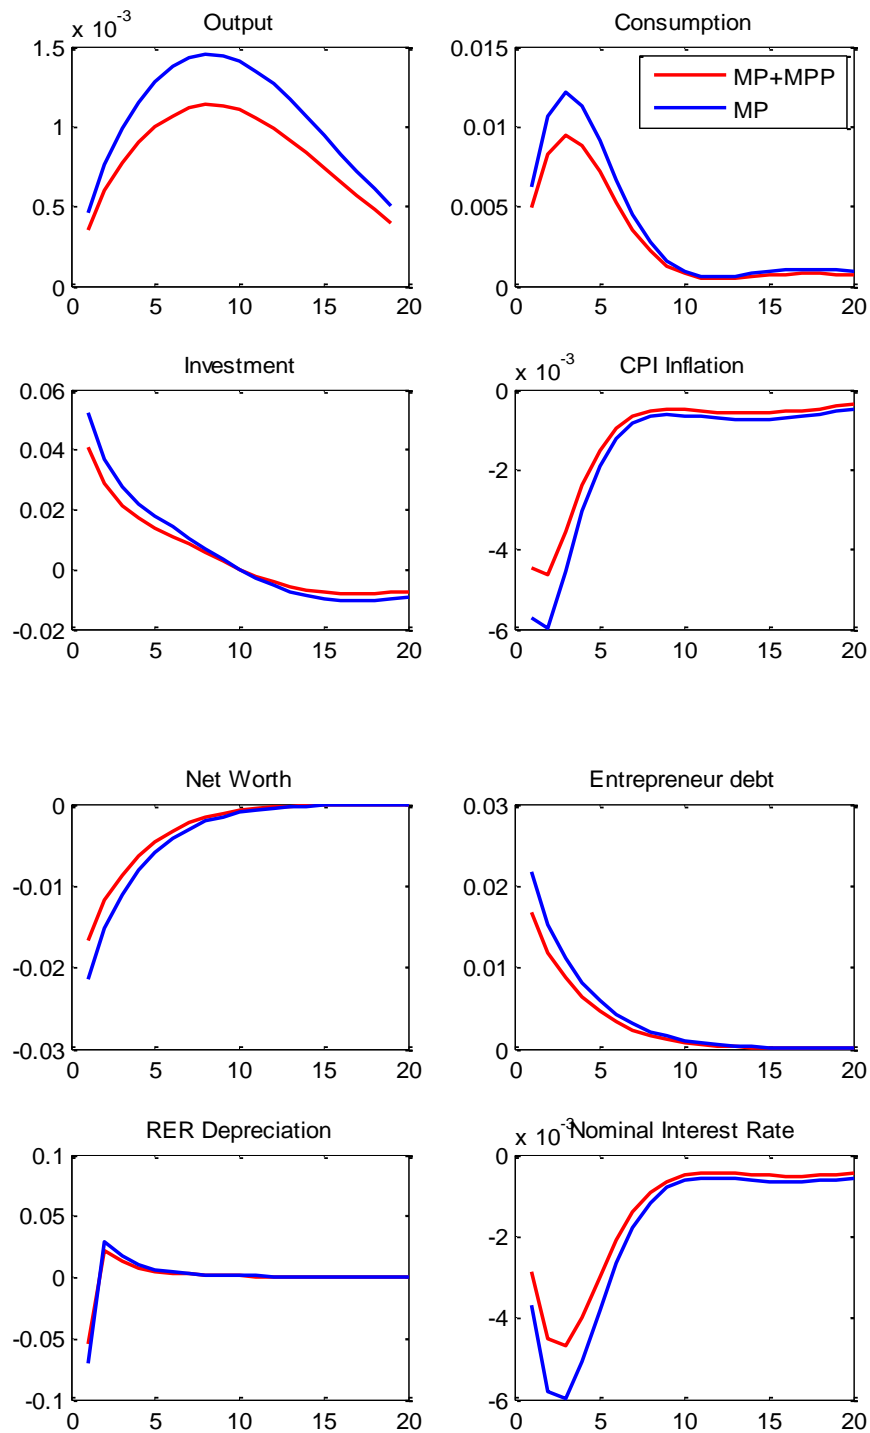 Output
x 10-3
1.5
1
0.5
0
0 5 10 15 20
Consumption
0.015
0.01
0.005
0
0 5 10 15 20
MP+MPP
MP
Investment
0.06
0.04
0.02
0
-0.02
0 5 10 15 20
CPI Inflation
x 10-3
0
-2
-4
-6
0 5 10 15 20
Net Worth
0
-0.01
-0.02
-0.03
0 5 10 15 20
Entrepreneur debt
0.03
0.02
0.01
0
0 5 10 15 20
RER Depreciation
0.1
0.05
0
-0.05
-0.1
0 5 10 15 20
Nominal Interest Rate
x 10-3
0
-2
-4
-6
0 5 10 15 20